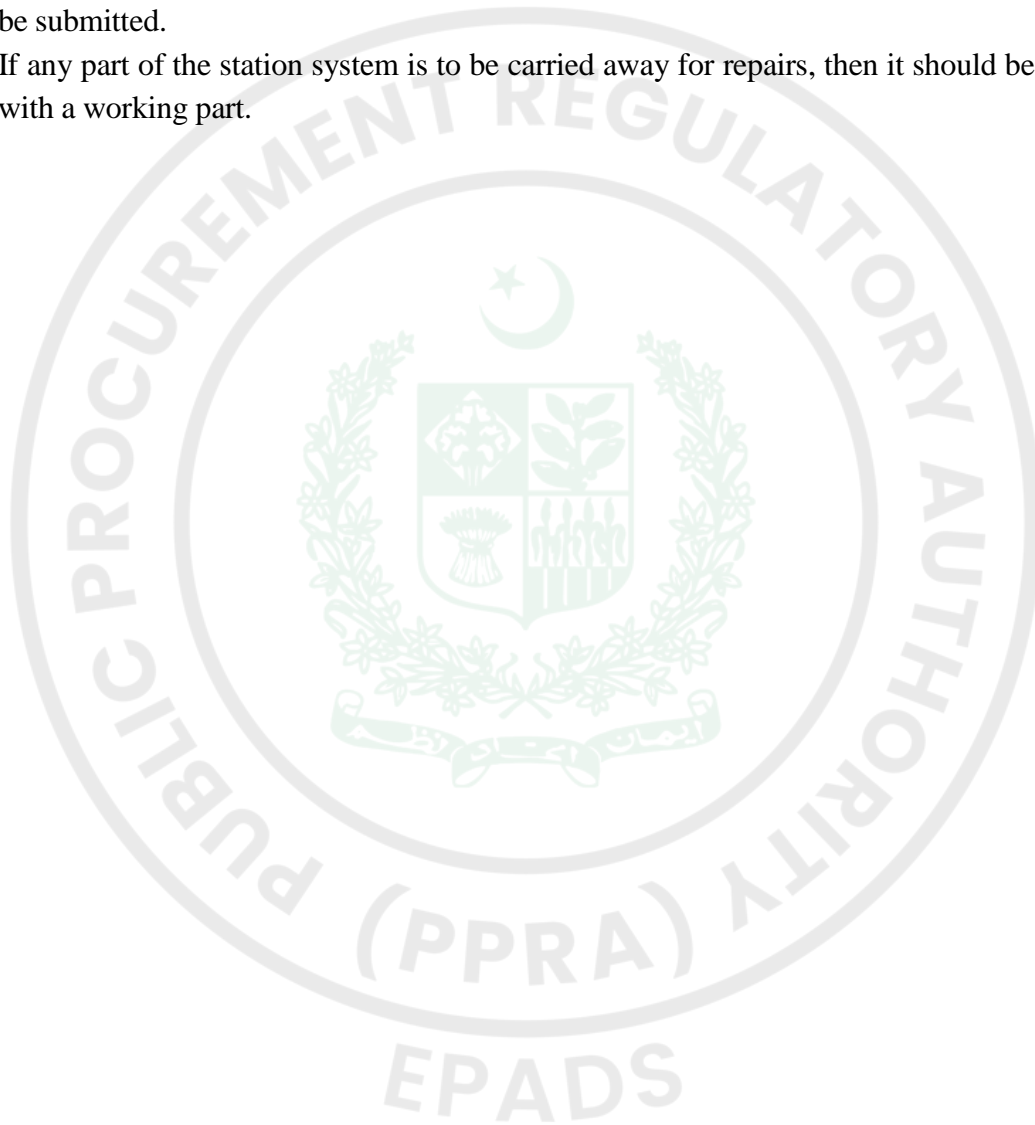 be submitted.
If any part of the station system is to be carried away for repairs, then it should be
with a working part.
PUBLIC PROCUREMENT REGULATORY AUTHORITY
(PPRA)
EPADS